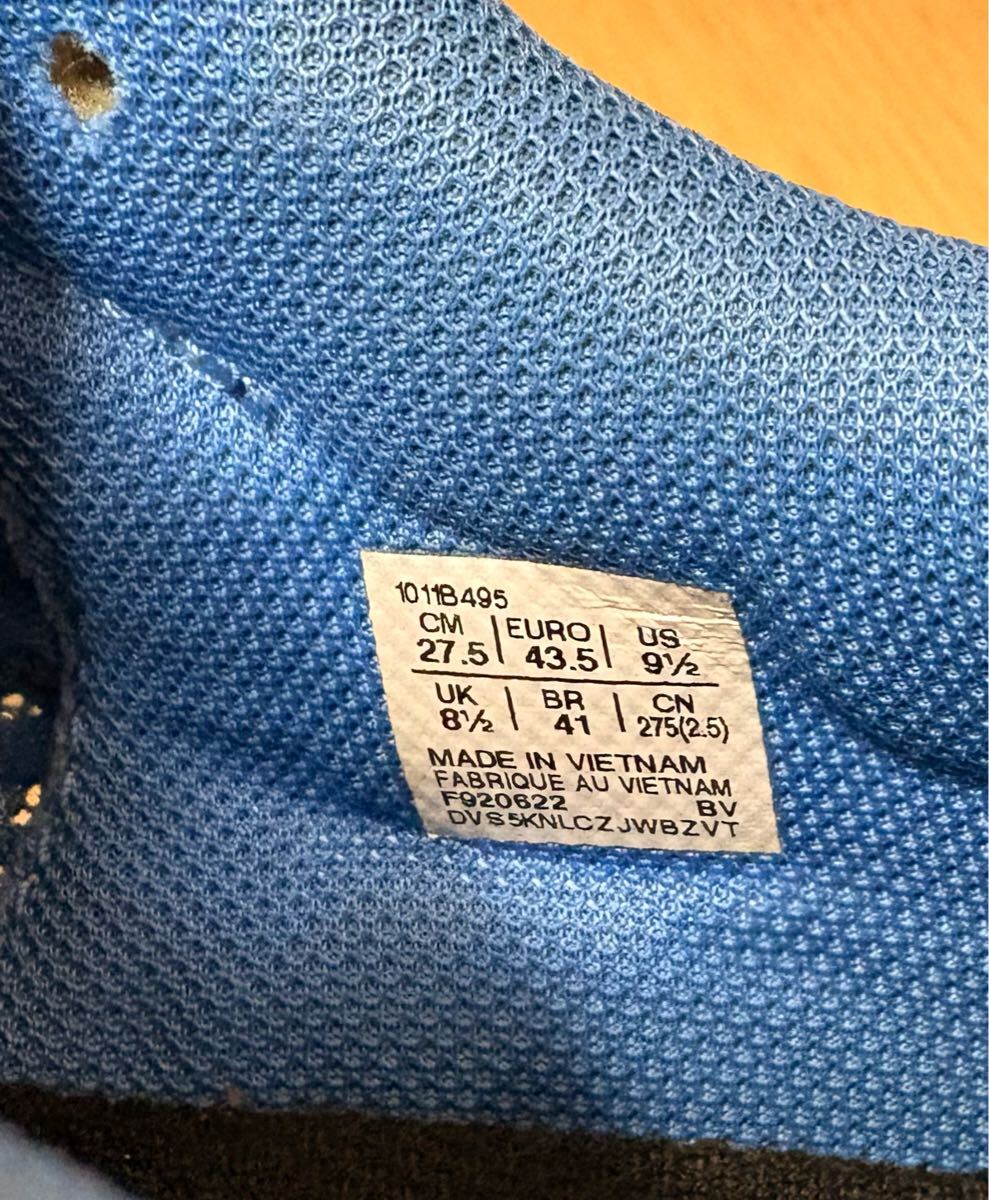 1011B495
CM | EURO | US
27.5 | 43.5 | 9½
UK | BR | CN
8½ | 41 | 275(2.5)
MADE IN VIETNAM
FABRIQUE AU VIETNAM
F920622 BV
DVS5KNLCZJWBZVT